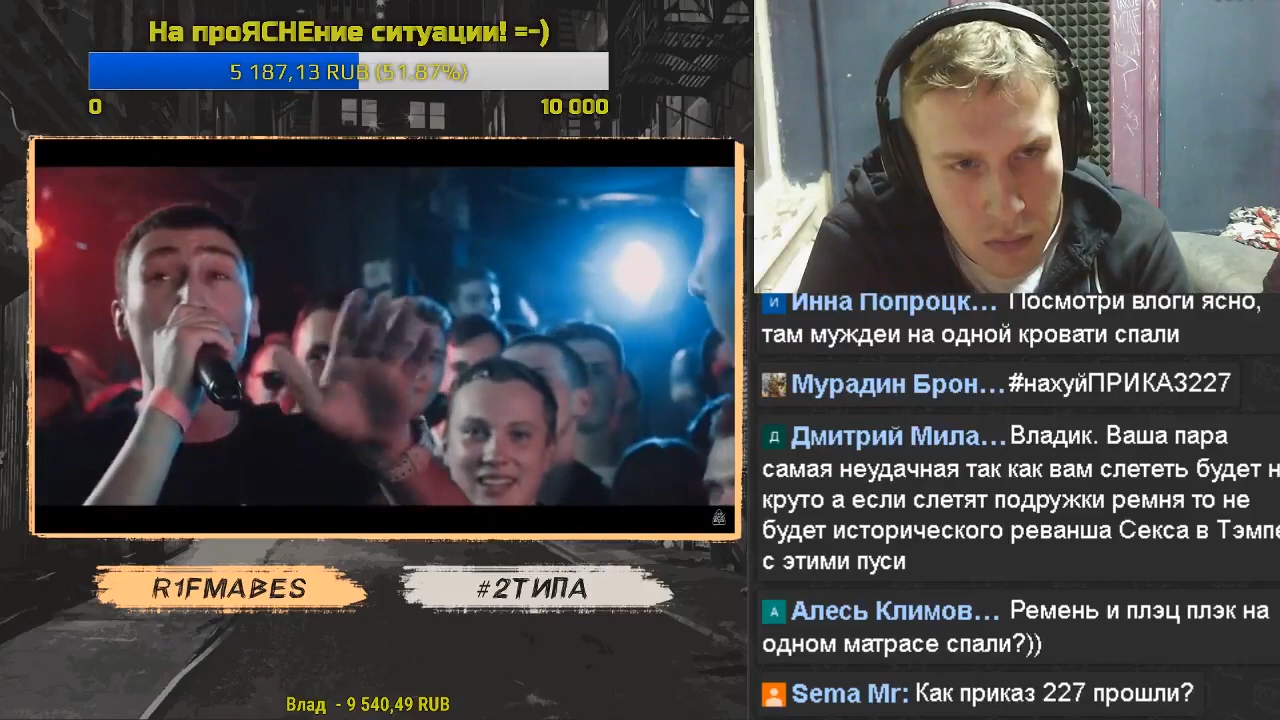 На проЯСНЕние ситуации! =-)
5 187,13 RUB (51.87%)
0
10 000
R1FMABES
#2ТИПА
Влад - 9 540,49 RUB
Инна Попроцк... Посмотри влоги ясно,
там муждеи на одной кровати спали
Мурадин Брон... #нахуйПРИКАЗ227
Дмитрий Мила... Владик. Ваша пара
самая неудачная так как вам слететь будет н
круто а если слетят подружки ремня то не
будет исторического реванша Секса в Тэмпе
с этими пуси
Алесь Климов... Ремень и плэц плэк на
одном матрасе спали?))
Sema Mr: Как приказ 227 прошли?